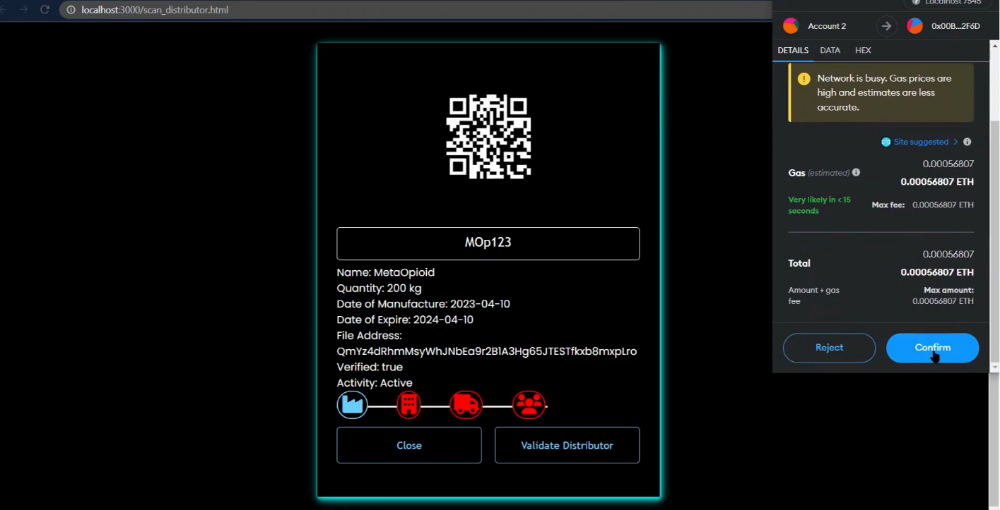 localhost:3000/scan_distributor.html
Localhost 7545
Account 2
0x00B...2F6D
DETAILS DATA HEX
Network is busy. Gas prices are
high and estimates are less
accurate.
Site suggested
0.00056807
Gas (estimated)
0.00056807 ETH
Very likely in < 15
seconds
Max fee: 0.00056807 ETH
0.00056807
Total
0.00056807 ETH
Amount + gas
fee
Max amount:
0.00056807 ETH
Reject
Confirm
MOp123
Name: MetaOpioid
Quantity: 200 kg
Date of Manufacture: 2023-04-10
Date of Expire: 2024-04-10
File Address:
QmYz4dRhmMsyWhJNbEa9r2B1A3Hg65JTESTfkxb8mxpLro
Verified: true
Activity: Active
Close
Validate Distributor